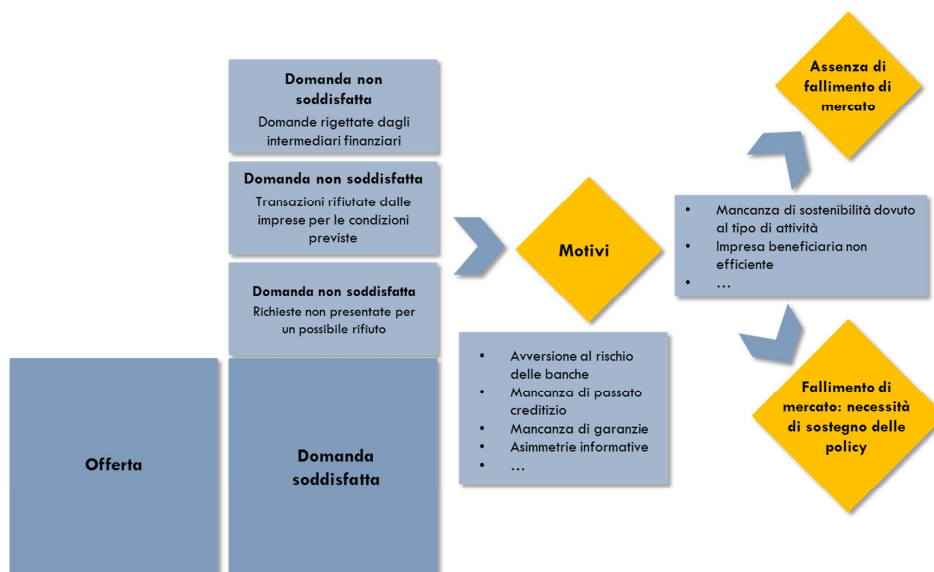 Domanda non
soddisfatta
Domande rigettate dagli
intermediari finanziari
Domanda non soddisfatta
Transazioni rifiutate dalle
imprese per le condizioni
previste
Domanda non soddisfatta
Richieste non presentate per
un possibile rifiuto
Offerta
Domanda
soddisfatta
Motivi
• Avversione al rischio
delle banche
• Mancanza di passato
creditizio
• Mancanza di garanzie
• Asimmetrie informative
• ...
Assenza di
fallimento di
mercato
• Mancanza di sostenibilità dovuto
al tipo di attività
• Impresa beneficiaria non
efficiente
• ...
Fallimento di
mercato: necessità
di sostegno delle
policy